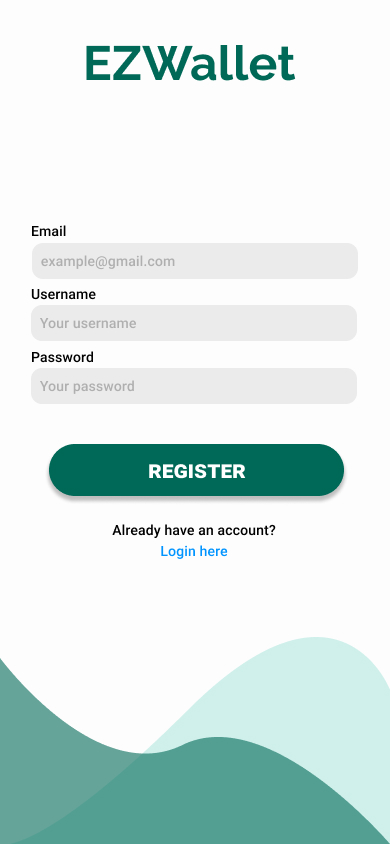 EZWallet
Email
example@gmail.com
Username
Your username
Password
Your password
REGISTER
Already have an account?
Login here